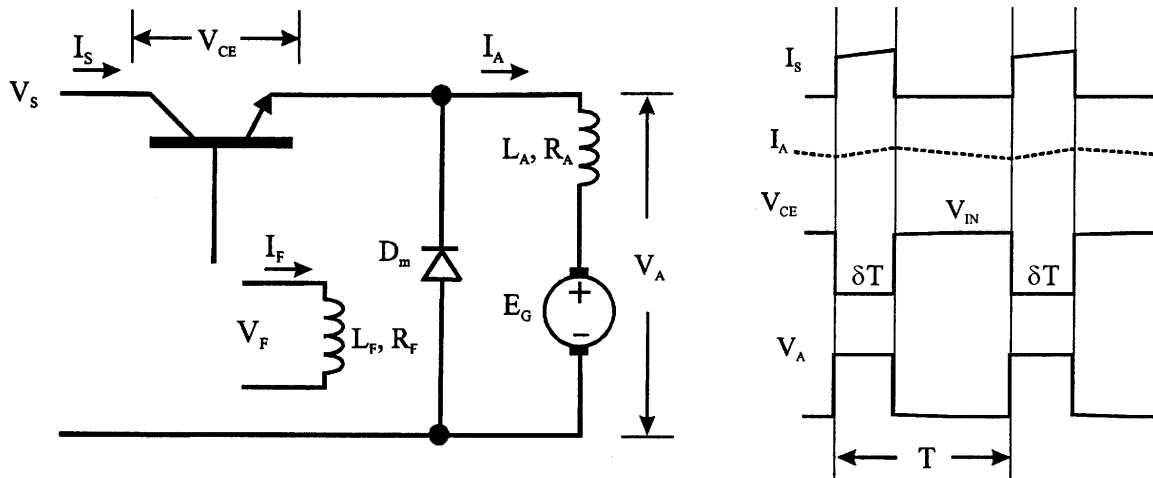 V_CE
I_S
I_A
V_S
L_A, R_A
I_F
D_m
V_A
V_F
L_F, R_F
E_G
+
−
I_S
I_A
V_CE
V_IN
δT
δT
V_A
T